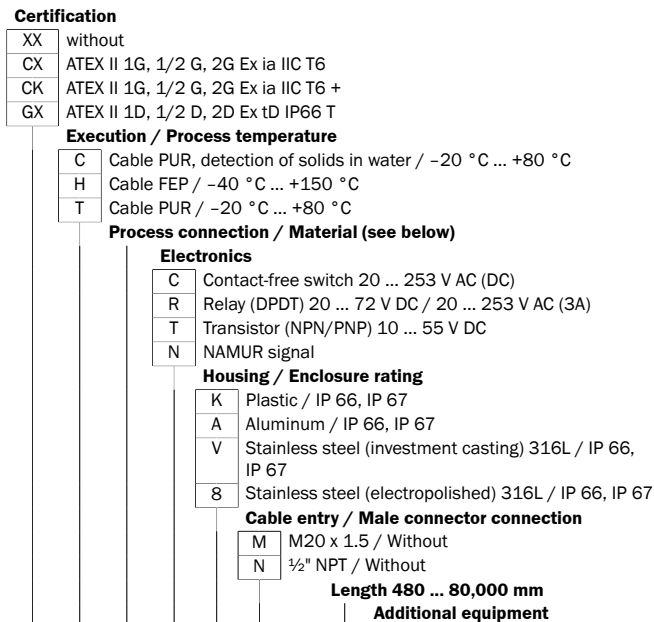 Certification
XX without
CX ATEX II 1G, 1/2 G, 2G Ex ia IIC T6
CK ATEX II 1G, 1/2 G, 2G Ex ia IIC T6 +
GX ATEX II 1D, 1/2 D, 2D Ex tD IP66 T
Execution / Process temperature
C Cable PUR, detection of solids in water / –20 °C ... +80 °C
H Cable FEP / –40 °C ... +150 °C
T Cable PUR / –20 °C ... +80 °C
Process connection / Material (see below)
Electronics
C Contact-free switch 20 ... 253 V AC (DC)
R Relay (DPDT) 20 ... 72 V DC / 20 ... 253 V AC (3A)
T Transistor (NPN/PNP) 10 ... 55 V DC
N NAMUR signal
Housing / Enclosure rating
K Plastic / IP 66, IP 67
A Aluminum / IP 66, IP 67
V Stainless steel (investment casting) 316L / IP 66,
IP 67
8 Stainless steel (electropolished) 316L / IP 66, IP 67
Cable entry / Male connector connection
M M20 x 1.5 / Without
N ½" NPT / Without
Length 480 ... 80,000 mm
Additional equipment